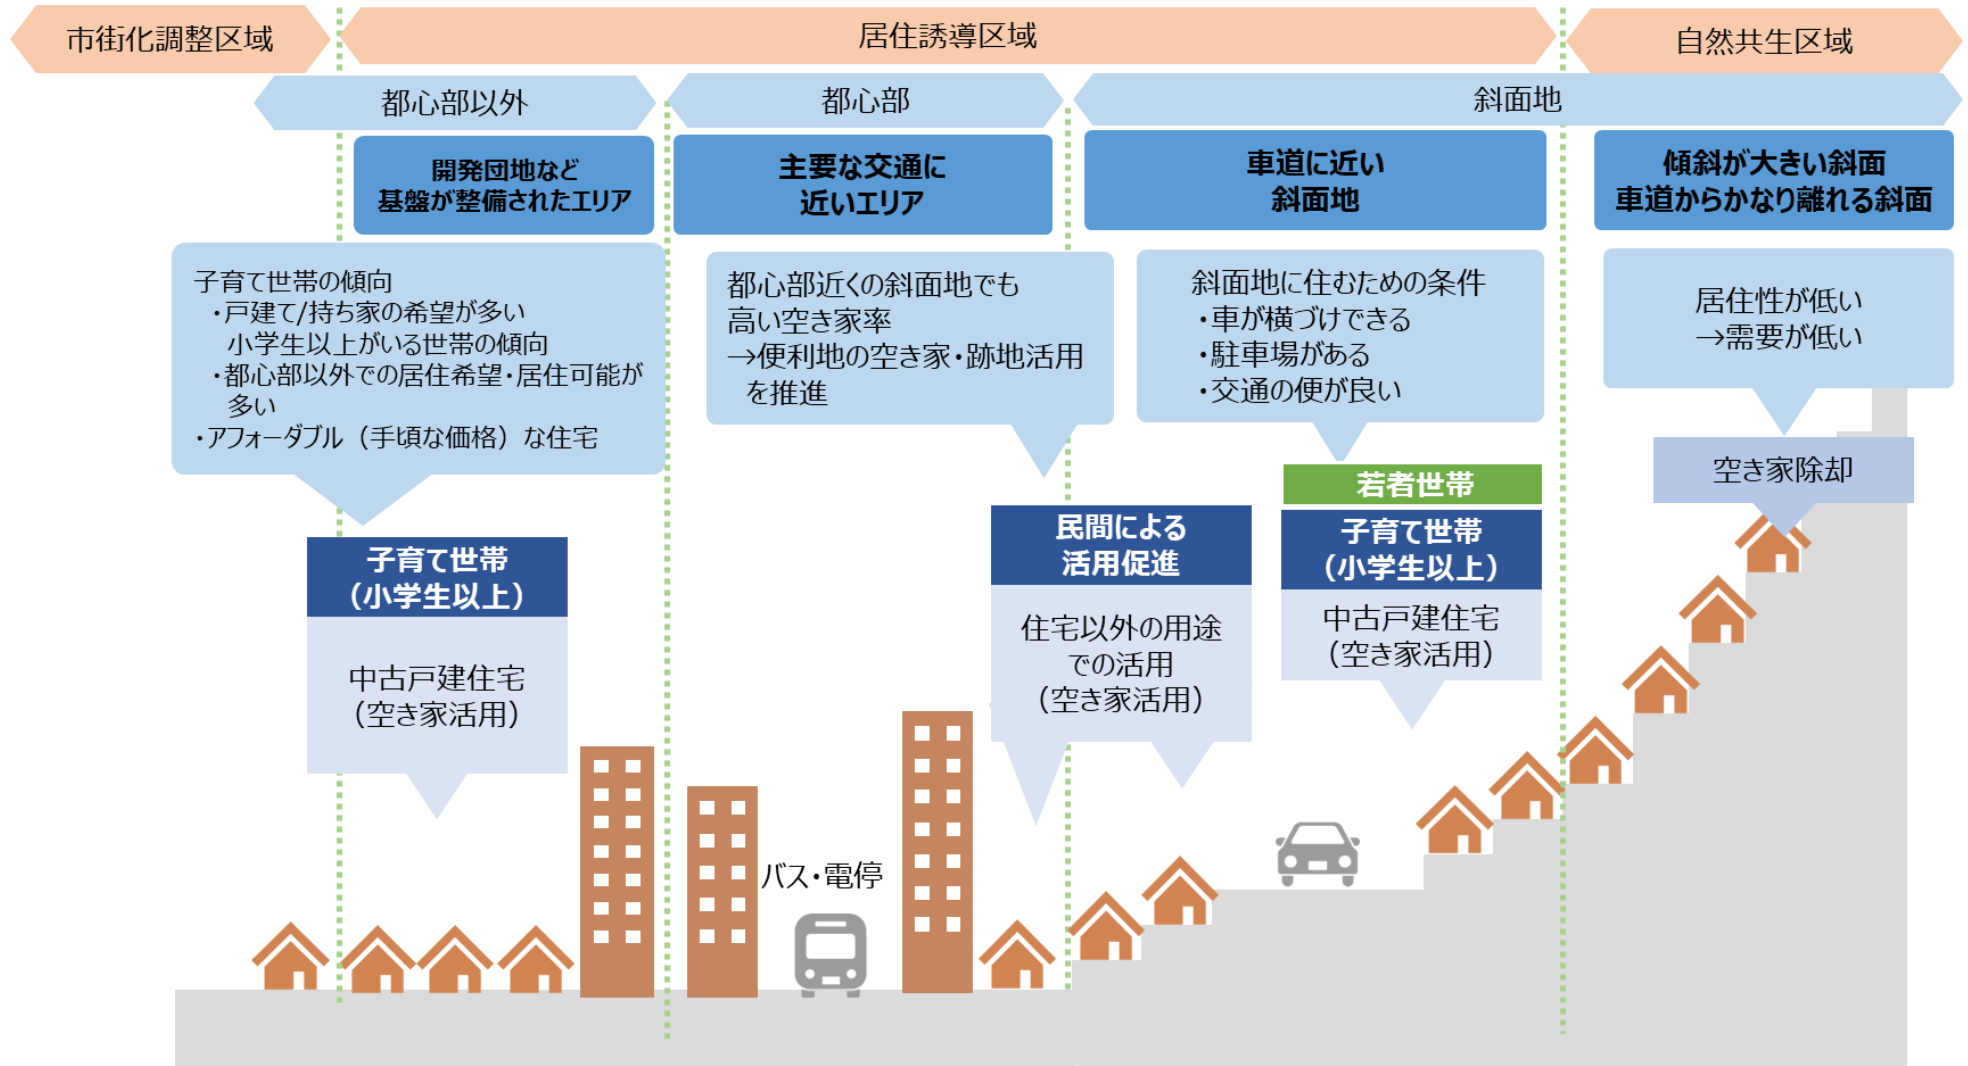 市街化調整区域
居住誘導区域
自然共生区域
都心部以外
都心部
斜面地
開発団地など
基盤が整備されたエリア
主要な交通に
近いエリア
車道に近い
斜面地
傾斜が大きい斜面
車道からかなり離れる斜面
子育て世帯の傾向
・戸建て/持ち家の希望が多い
小学生以上がいる世帯の傾向
・都心部以外での居住希望・居住可能が
多い
・アフォーダブル（手頃な価格）な住宅
都心部近くの斜面地でも
高い空き家率
→便利地の空き家・跡地活用
を推進
斜面地に住むための条件
・車が横づけできる
・駐車場がある
・交通の便が良い
居住性が低い
→需要が低い
子育て世帯
（小学生以上）
中古戸建住宅
（空き家活用）
民間による
活用促進
住宅以外の用途
での活用
（空き家活用）
若者世帯
子育て世帯
（小学生以上）
中古戸建住宅
（空き家活用）
空き家除却
バス・電停